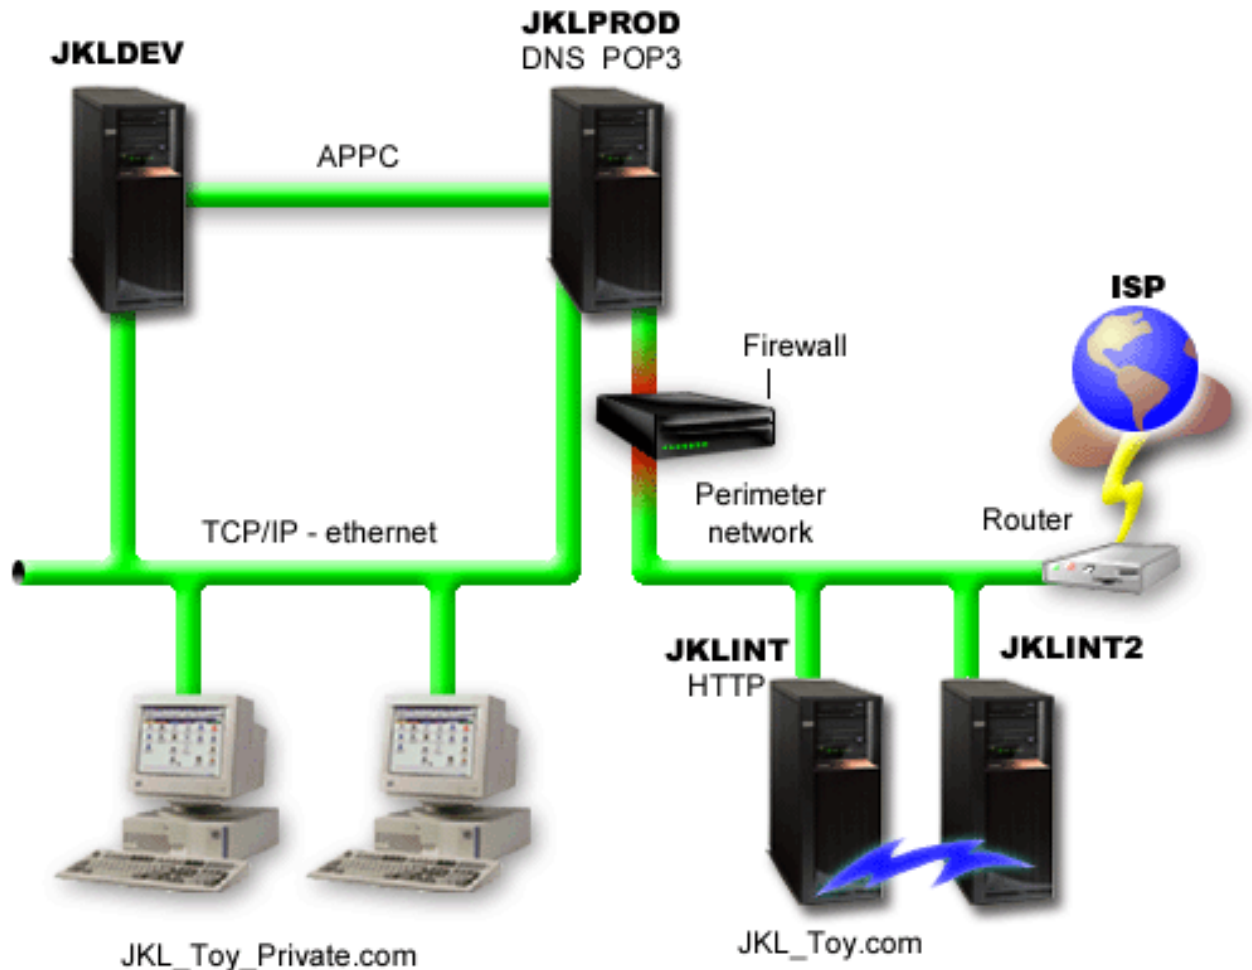 JKLDEV
JKLPROD
DNS POP3
APPC
ISP
Firewall
Perimeter
network
Router
TCP/IP - ethernet
JKLINT
HTTP
JKLINT2
JKL_Toy_Private.com
JKL_Toy.com